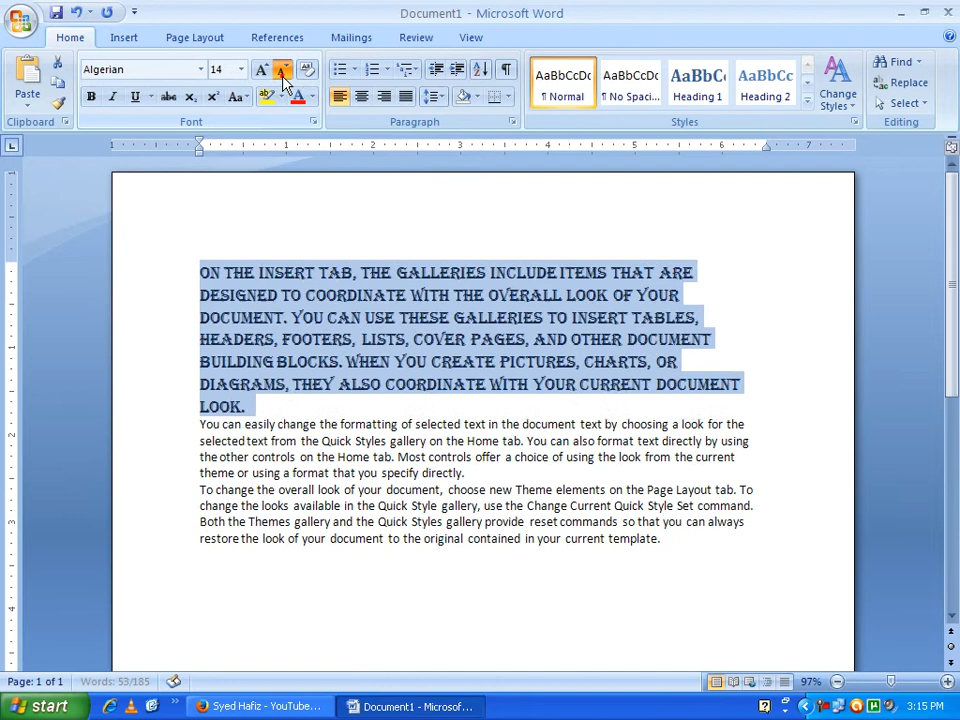 Document1 - Microsoft Word
Home Insert Page Layout References Mailings Review View
Algerian 14
AaBbCcDc AaBbCcDc AaBbCc AaBbCc
¶ Normal ¶ No Spaci... Heading 1 Heading 2
Change Styles
Find
Replace
Select
Paste
Clipboard Font Paragraph Styles Editing
1 1 2 3 4 5 6 7
ON THE INSERT TAB, THE GALLERIES INCLUDE ITEMS THAT ARE
DESIGNED TO COORDINATE WITH THE OVERALL LOOK OF YOUR
DOCUMENT. YOU CAN USE THESE GALLERIES TO INSERT TABLES,
HEADERS, FOOTERS, LISTS, COVER PAGES, AND OTHER DOCUMENT
BUILDING BLOCKS. WHEN YOU CREATE PICTURES, CHARTS, OR
DIAGRAMS, THEY ALSO COORDINATE WITH YOUR CURRENT DOCUMENT
LOOK.
You can easily change the formatting of selected text in the document text by choosing a look for the
selected text from the Quick Styles gallery on the Home tab. You can also format text directly by using
the other controls on the Home tab. Most controls offer a choice of using the look from the current
theme or using a format that you specify directly.
To change the overall look of your document, choose new Theme elements on the Page Layout tab. To
change the looks available in the Quick Style gallery, use the Change Current Quick Style Set command.
Both the Themes gallery and the Quick Styles gallery provide reset commands so that you can always
restore the look of your document to the original contained in your current template.
Page: 1 of 1 Words: 53/185 97%
start Syed Hafiz - YouTube... Document1 - Microsof... 3:15 PM